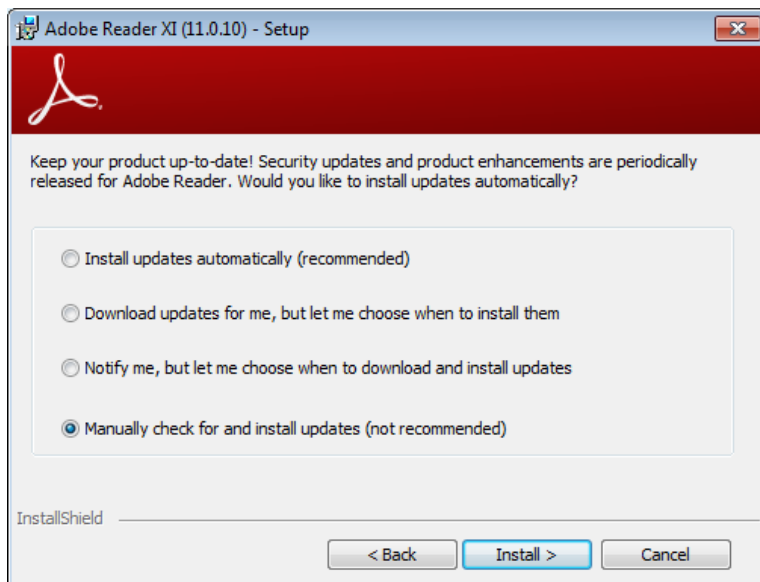 Adobe Reader XI (11.0.10) - Setup
Keep your product up-to-date! Security updates and product enhancements are periodically
released for Adobe Reader. Would you like to install updates automatically?
Install updates automatically (recommended)
Download updates for me, but let me choose when to install them
Notify me, but let me choose when to download and install updates
Manually check for and install updates (not recommended)
InstallShield
< Back
Install >
Cancel